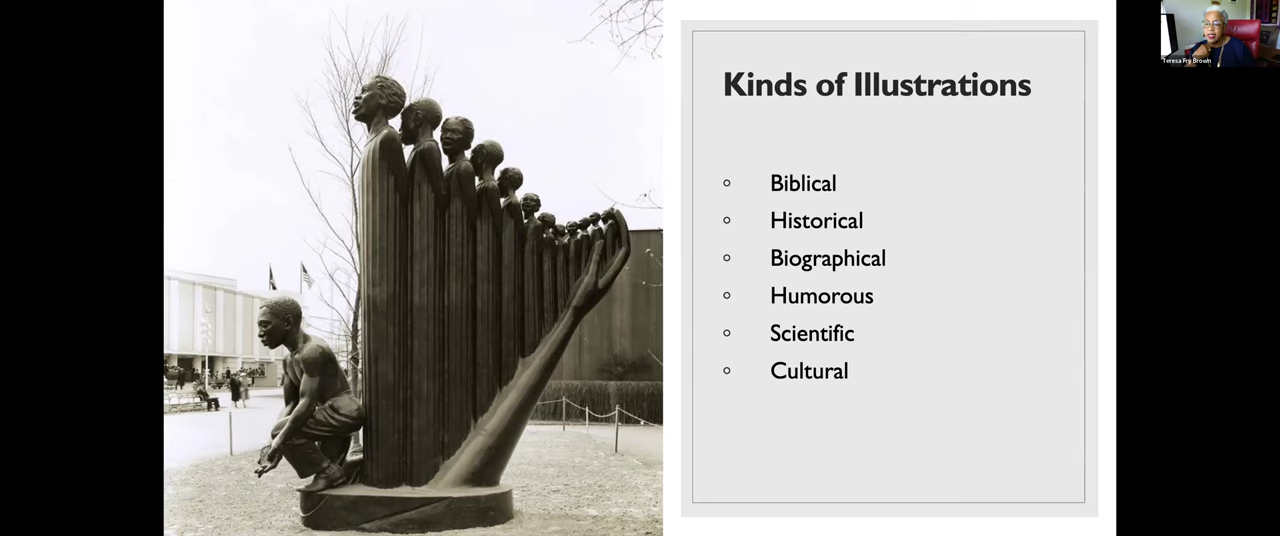 Kinds of Illustrations
Biblical
Historical
Biographical
Humorous
Scientific
Cultural
Teresa Fry Brown